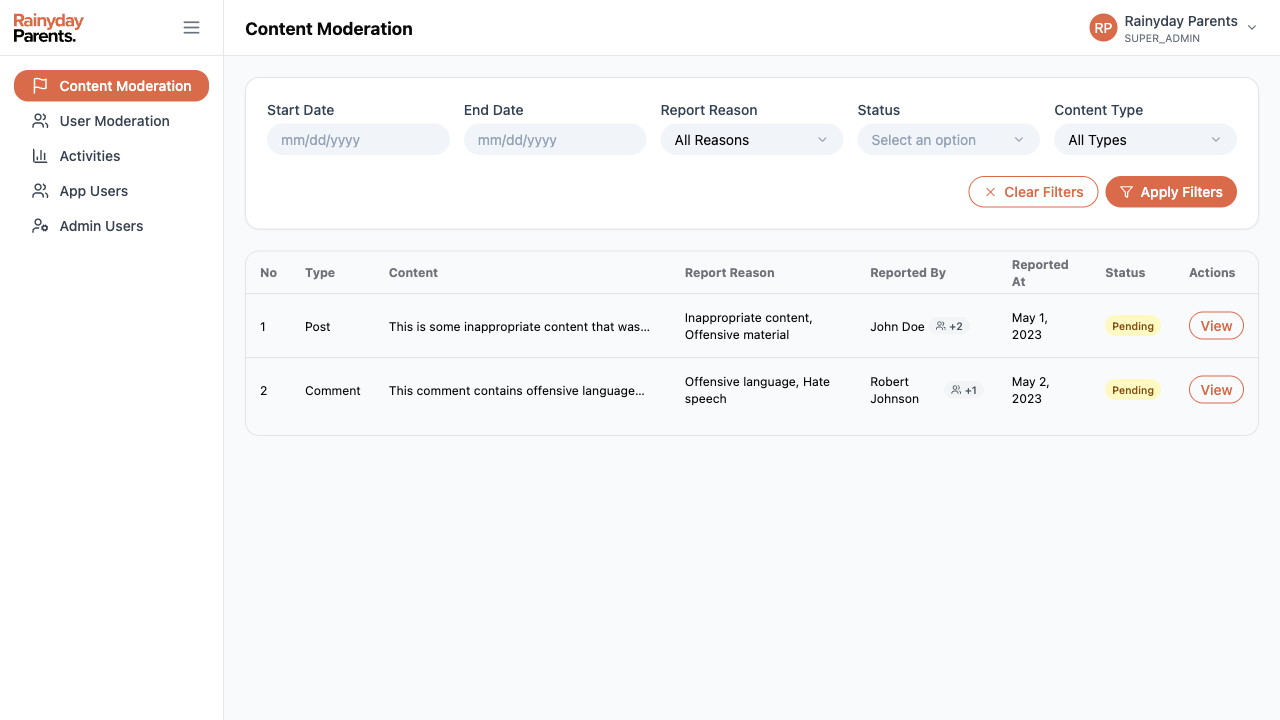 Rainyday
Parents.
Content Moderation
RP
Rainyday Parents
SUPER_ADMIN
Content Moderation
User Moderation
Activities
App Users
Admin Users
Start Date
End Date
Report Reason
Status
Content Type
mm/dd/yyyy
mm/dd/yyyy
All Reasons
Select an option
All Types
Clear Filters
Apply Filters
No
Type
Content
Report Reason
Reported By
Reported
At
Status
Actions
1
Post
This is some inappropriate content that was...
Inappropriate content,
Offensive material
John Doe
+2
May 1,
2023
Pending
View
2
Comment
This comment contains offensive language...
Offensive language, Hate
speech
Robert
Johnson
+1
May 2,
2023
Pending
View